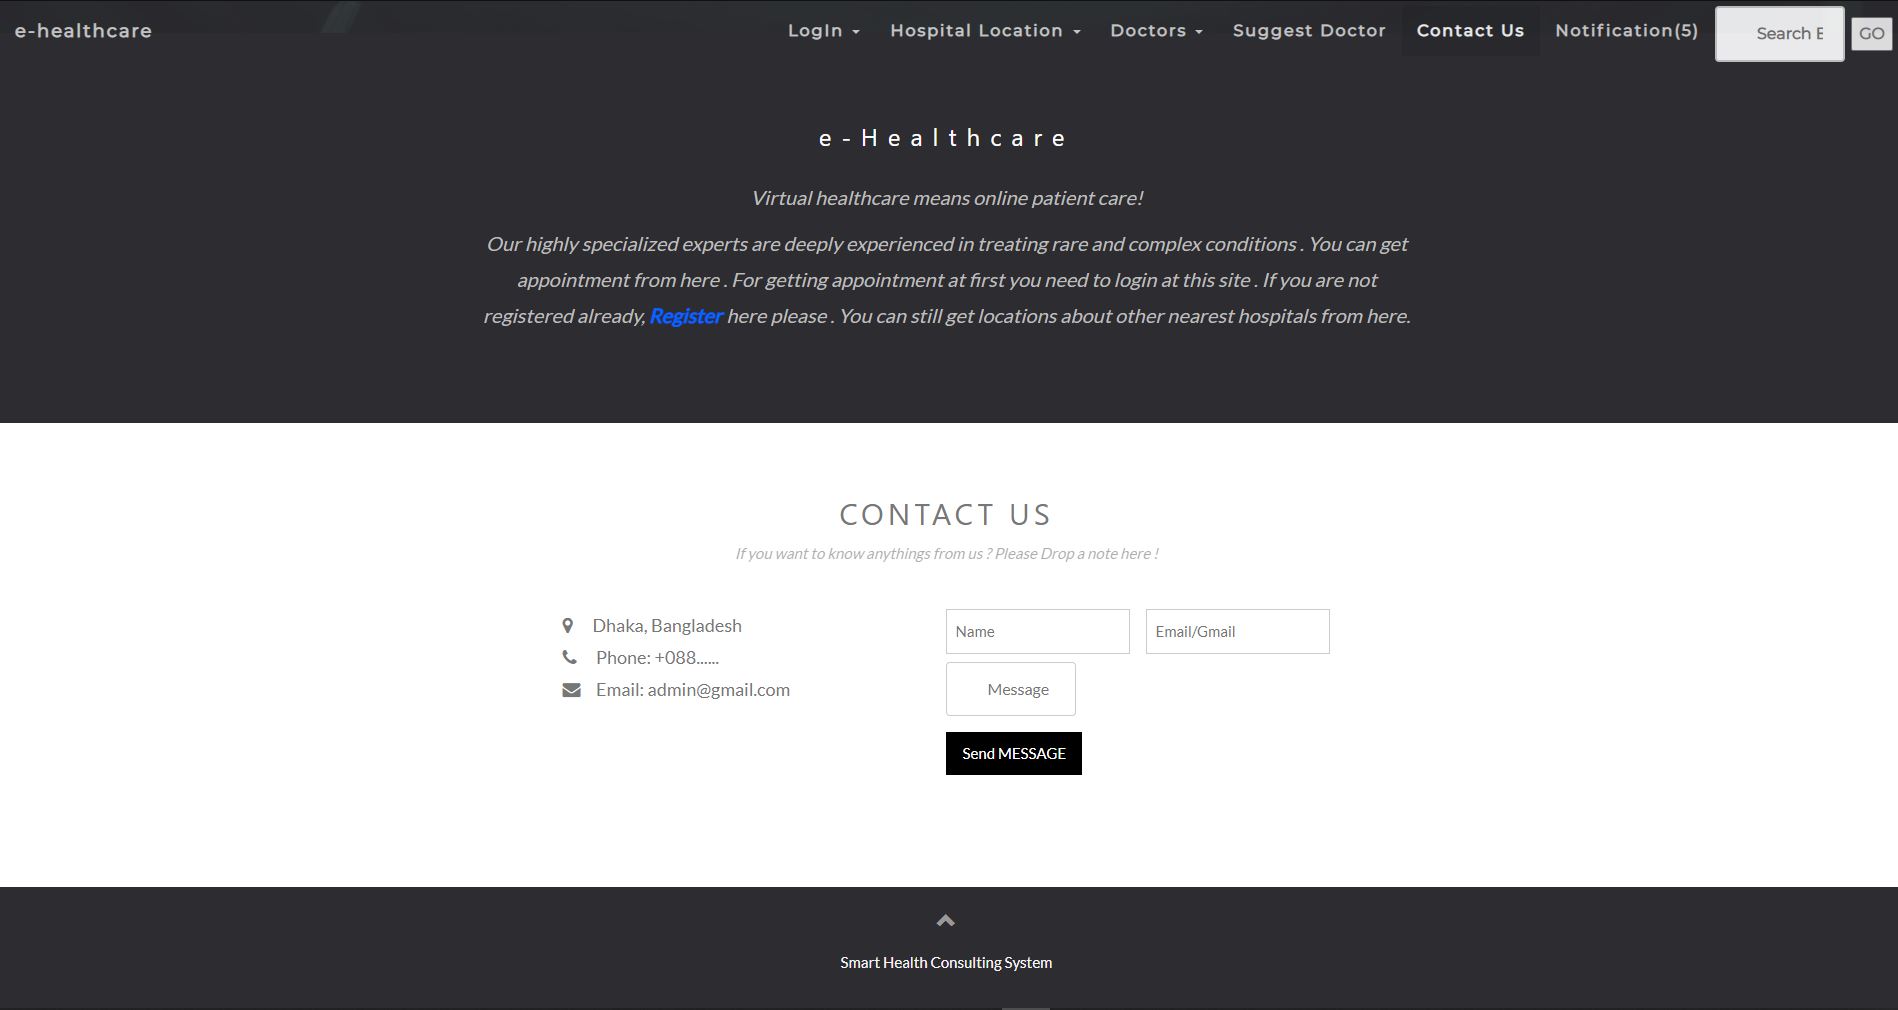 e-healthcare
LogIn
Hospital Location
Doctors
Suggest Doctor
Contact Us
Notification(5)
Search
GO
e-Healthcare
Virtual healthcare means online patient care!
Our highly specialized experts are deeply experienced in treating rare and complex conditions . You can get
appointment from here . For getting appointment at first you need to login at this site . If you are not
registered already, Register here please . You can still get locations about other nearest hospitals from here.
CONTACT US
If you want to know anythings from us ? Please Drop a note here !
Dhaka, Bangladesh
Phone: +088......
Email: admin@gmail.com
Name
Email/Gmail
Message
Send MESSAGE
Smart Health Consulting System